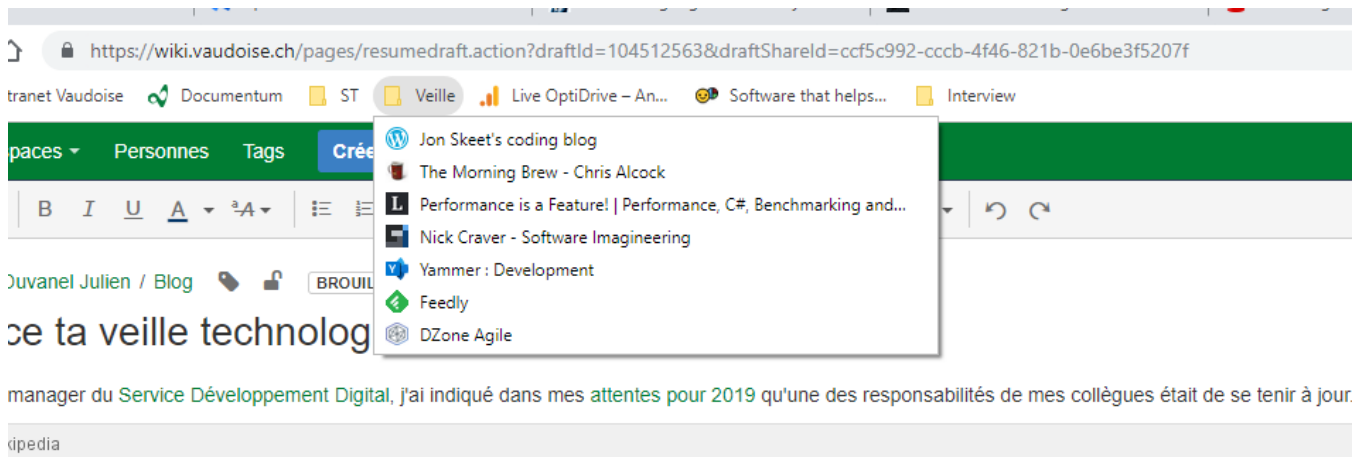 https://wiki.vaudoise.ch/pages/resumedraft.action?draftId=104512563&draftShareId=ccf5c992-cccb-4f46-821b-0e6be3f5207f
tranet Vaudoise Documentum ST Veille Live OptiDrive – An... Software that helps... Interview
paces Personnes Tags Crée
Jon Skeet's coding blog
The Morning Brew - Chris Alcock
Performance is a Feature! | Performance, C#, Benchmarking and...
B I U A ªA
Nick Craver - Software Imagineering
Yammer : Development
Duvanel Julien / Blog BROUIL
Feedly
DZone Agile
ce ta veille technolog
manager du Service Développement Digital, j'ai indiqué dans mes attentes pour 2019 qu'une des responsabilités de mes collègues était de se tenir à jour.
kipedia